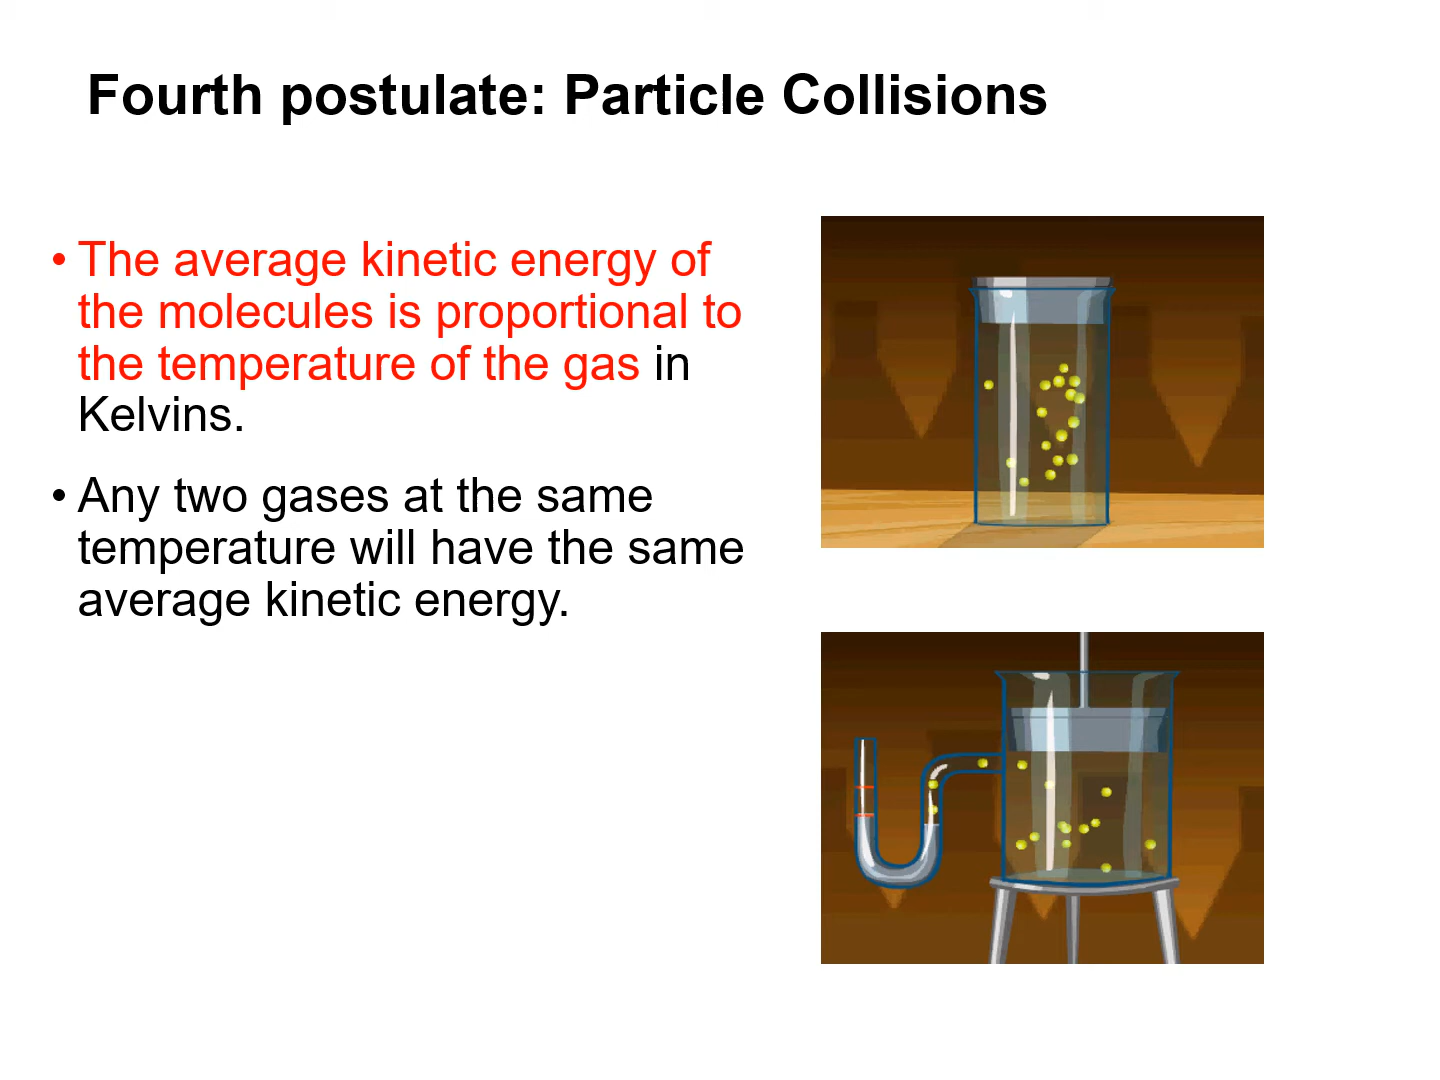 Fourth postulate: Particle Collisions
• The average kinetic energy of
the molecules is proportional to
the temperature of the gas in
Kelvins.
• Any two gases at the same
temperature will have the same
average kinetic energy.